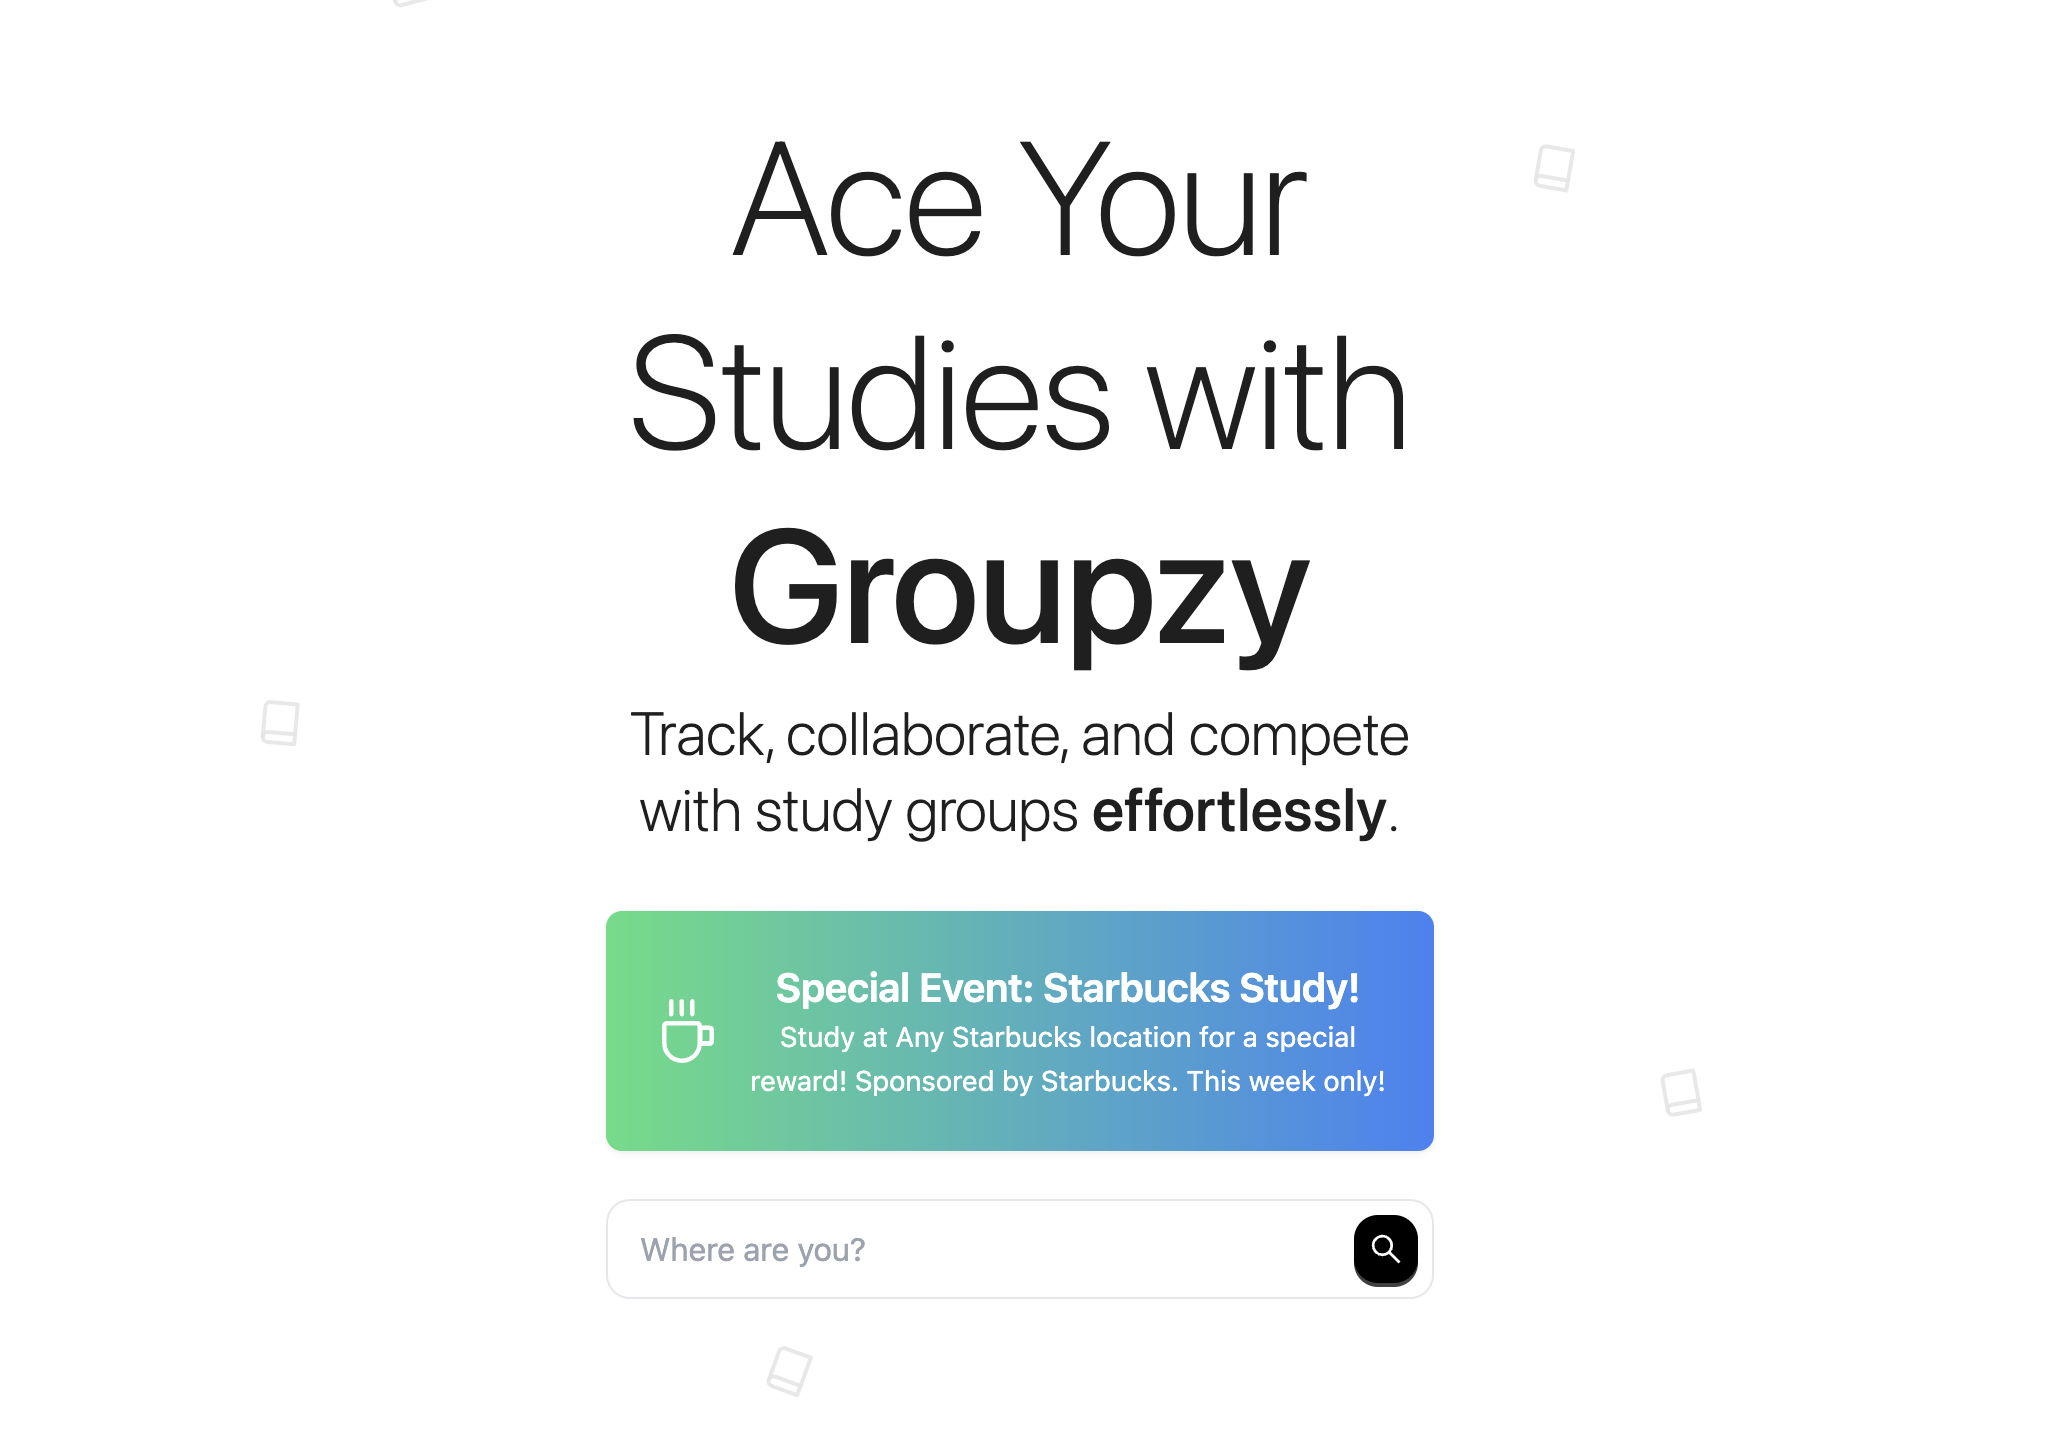 Ace Your
Studies with
Groupzy
Track, collaborate, and compete
with study groups effortlessly.
Special Event: Starbucks Study!
Study at Any Starbucks location for a special
reward! Sponsored by Starbucks. This week only!
Where are you?